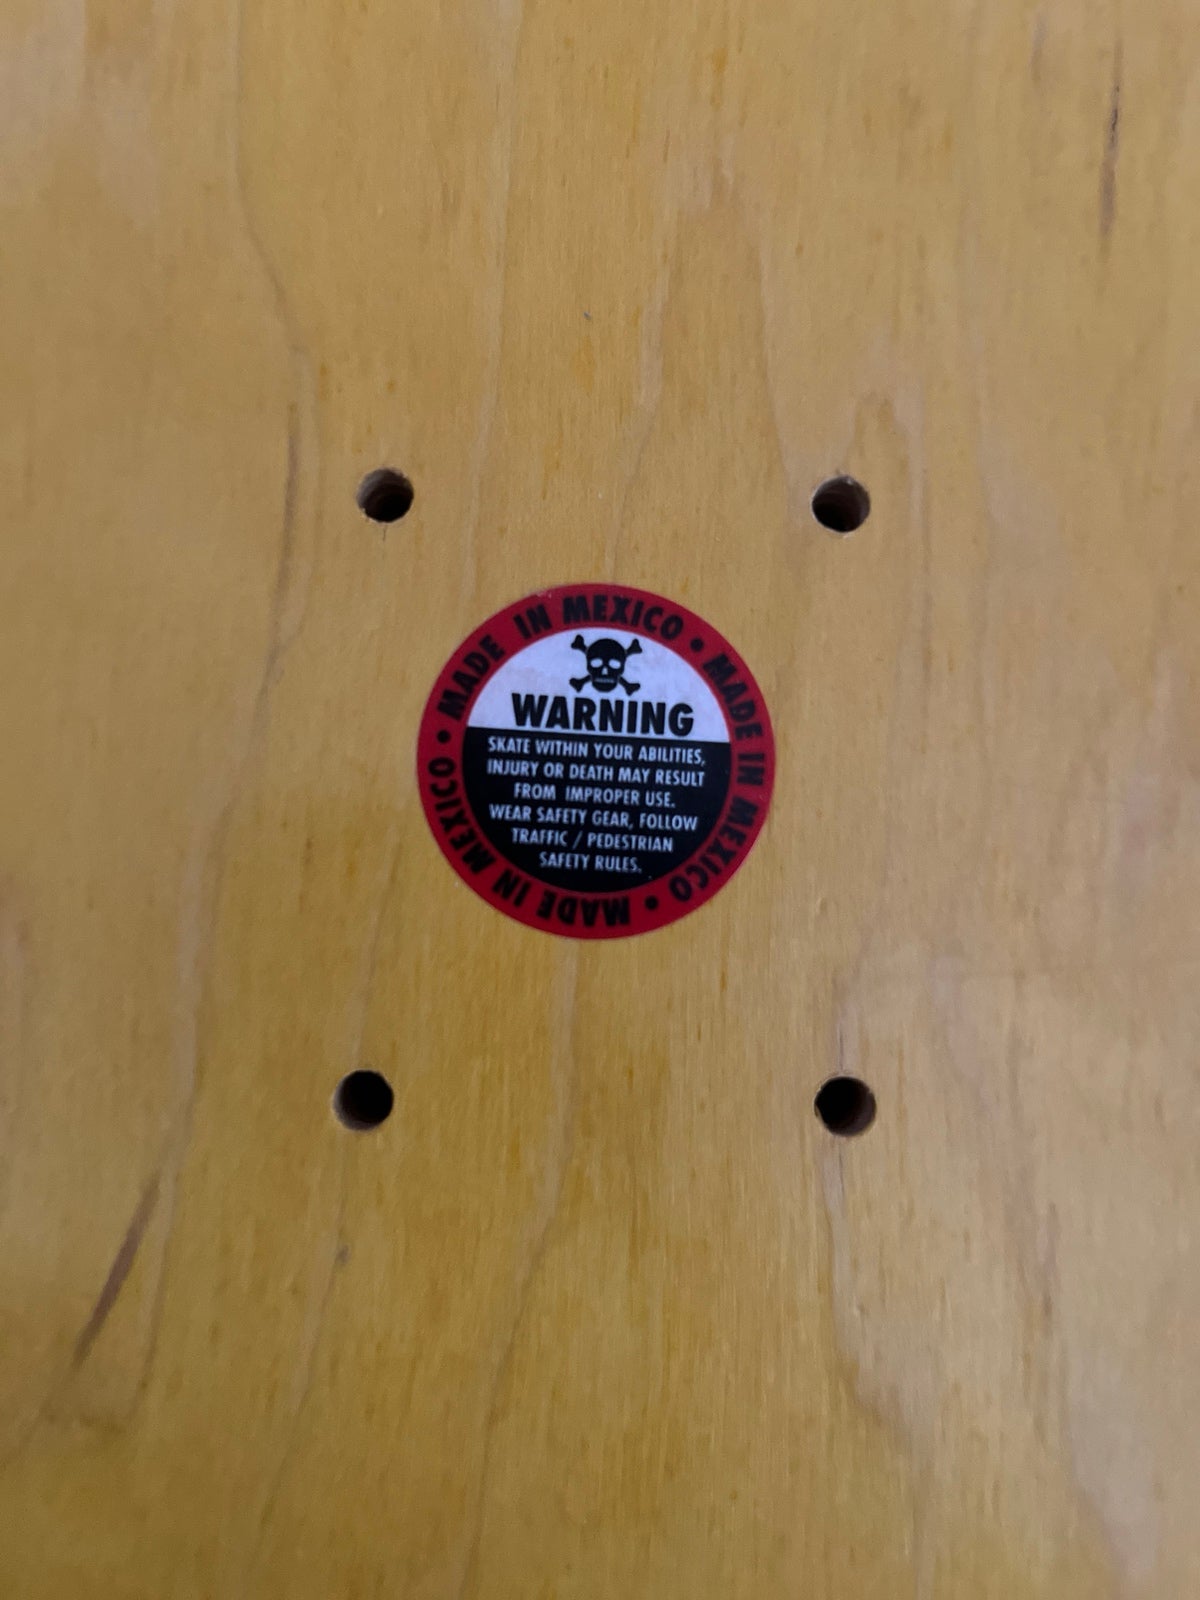 MADE IN MEXICO • MADE IN MEXICO • MADE IN MEXICO •
WARNING
SKATE WITHIN YOUR ABILITIES,
INJURY OR DEATH MAY RESULT
FROM IMPROPER USE.
WEAR SAFETY GEAR, FOLLOW
TRAFFIC / PEDESTRIAN
SAFETY RULES.